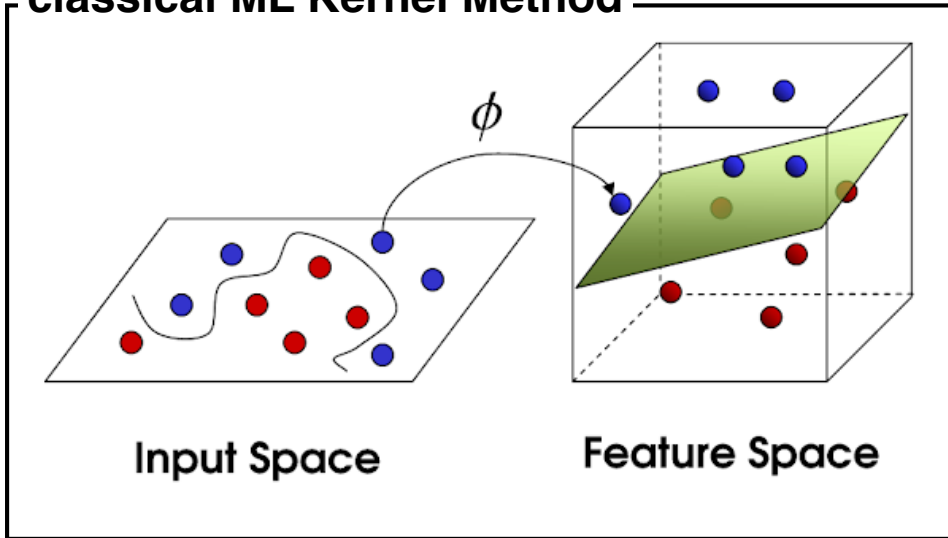 classical ML Kernel Method
ϕ
Input Space
Feature Space